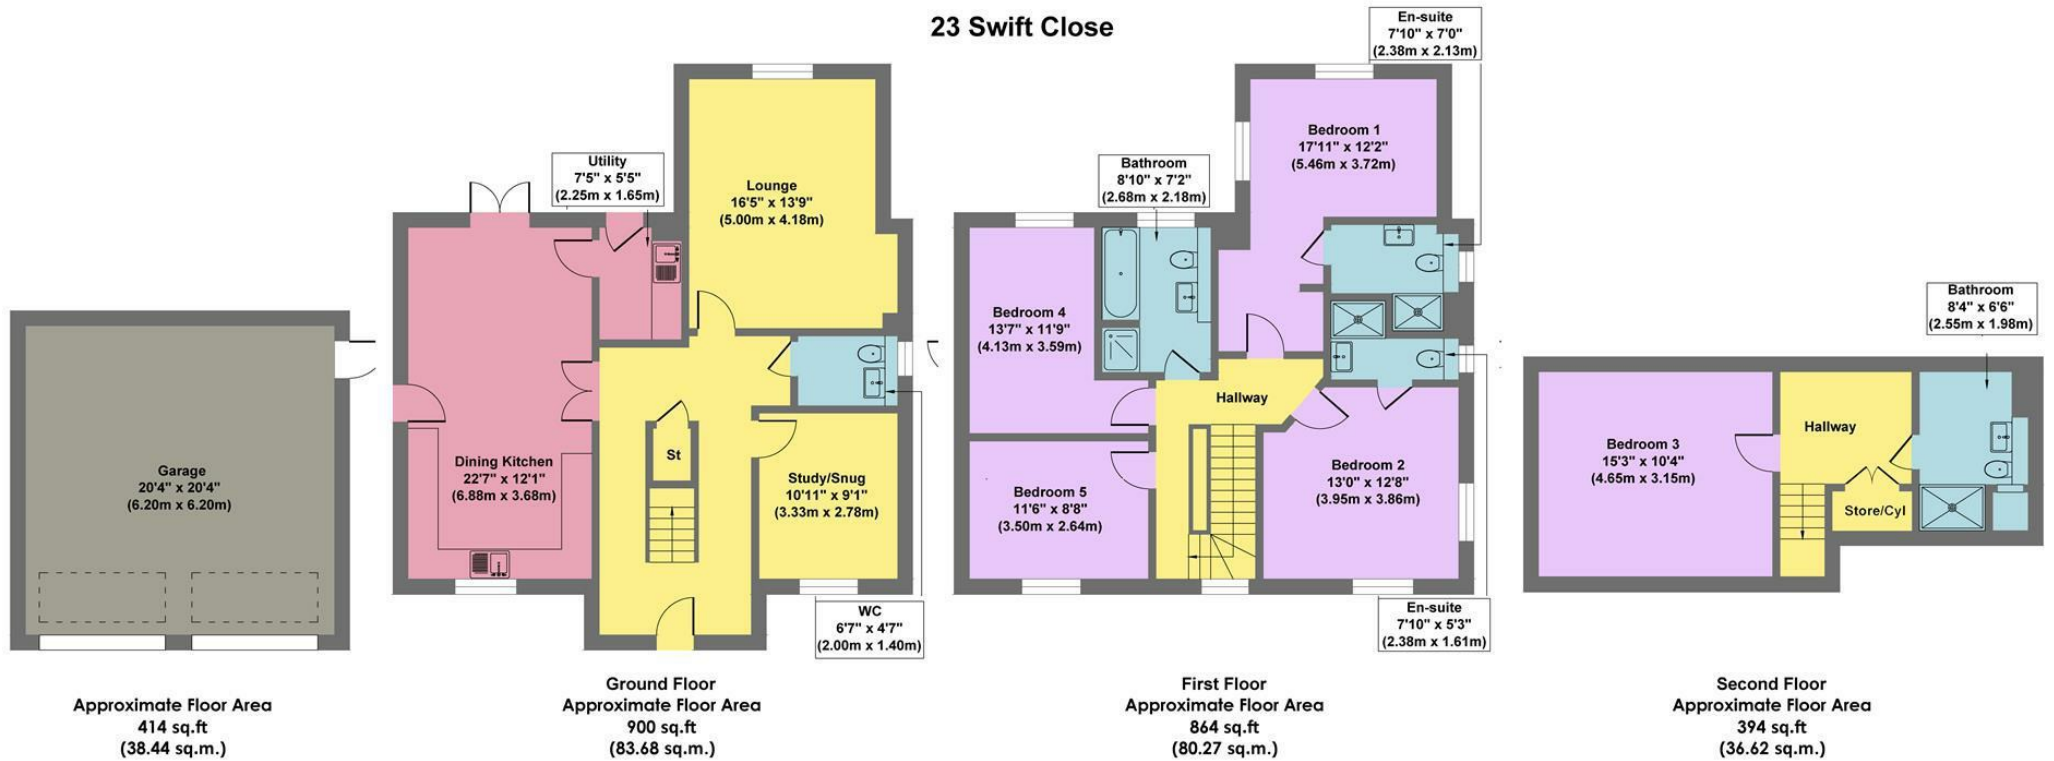 23 Swift Close
Garage
20'4" x 20'4"
(6.20m x 6.20m)
Approximate Floor Area
414 sq.ft
(38.44 sq.m.)
Utility
7'5" x 5'5"
(2.25m x 1.65m)
Lounge
16'5" x 13'9"
(5.00m x 4.18m)
Dining Kitchen
22'7" x 12'1"
(6.88m x 3.68m)
St
Study/Snug
10'11" x 9'1"
(3.33m x 2.78m)
WC
6'7" x 4'7"
(2.00m x 1.40m)
Ground Floor
Approximate Floor Area
900 sq.ft
(83.68 sq.m.)
En-suite
7'10" x 7'0"
(2.38m x 2.13m)
Bedroom 1
17'11" x 12'2"
(5.46m x 3.72m)
Bathroom
8'10" x 7'2"
(2.68m x 2.18m)
Bedroom 4
13'7" x 11'9"
(4.13m x 3.59m)
Hallway
Bedroom 2
13'0" x 12'8"
(3.95m x 3.86m)
Bedroom 5
11'6" x 8'8"
(3.50m x 2.64m)
En-suite
7'10" x 5'3"
(2.38m x 1.61m)
First Floor
Approximate Floor Area
864 sq.ft
(80.27 sq.m.)
Bathroom
8'4" x 6'6"
(2.55m x 1.98m)
Hallway
Bedroom 3
15'3" x 10'4"
(4.65m x 3.15m)
Store/Cyl
Second Floor
Approximate Floor Area
394 sq.ft
(36.62 sq.m.)